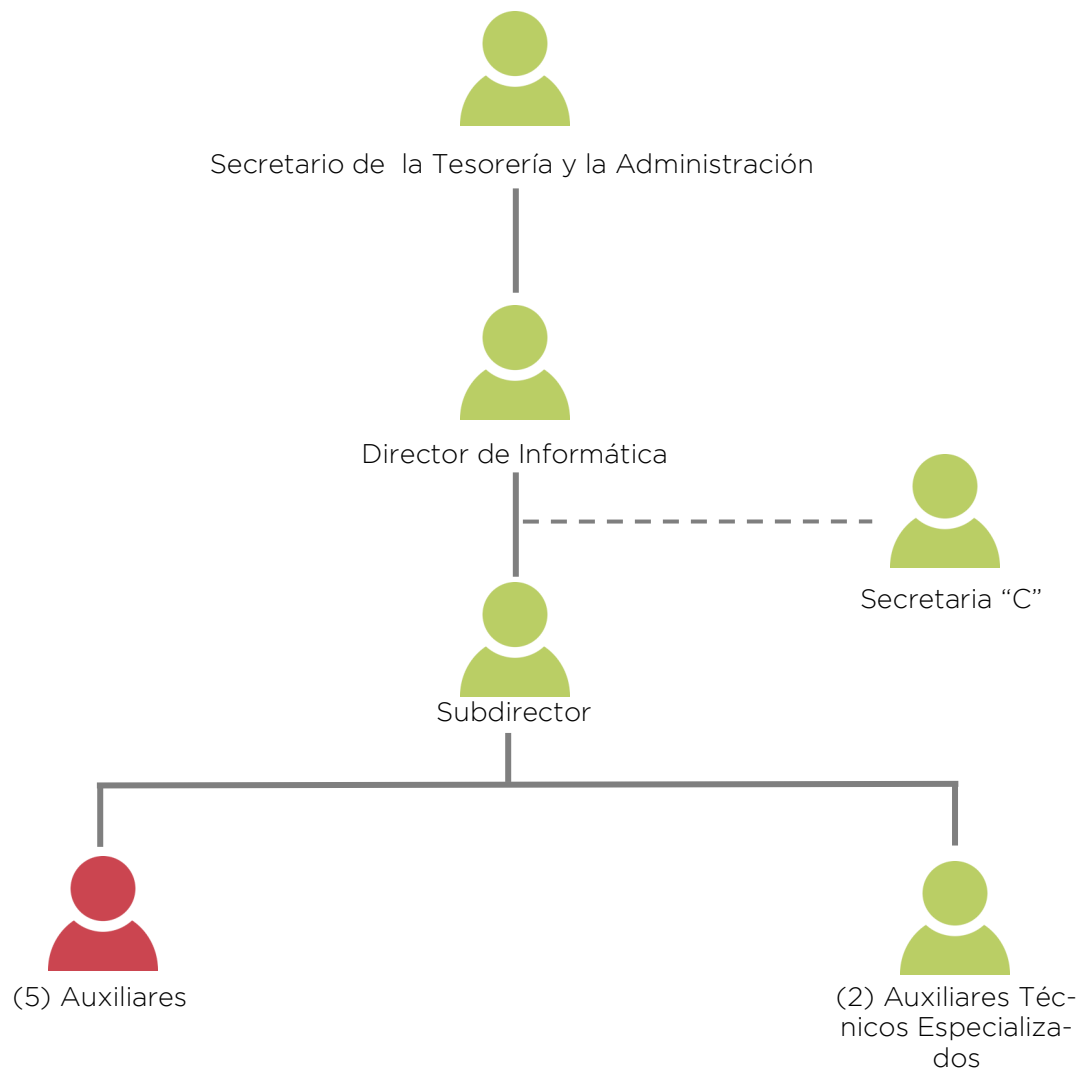 Secretario de  la Tesorería y la Administración
Director de Informática
Secretaria “C”
Subdirector
(5) Auxiliares
(2) Auxiliares Téc-
nicos Especializa-
dos